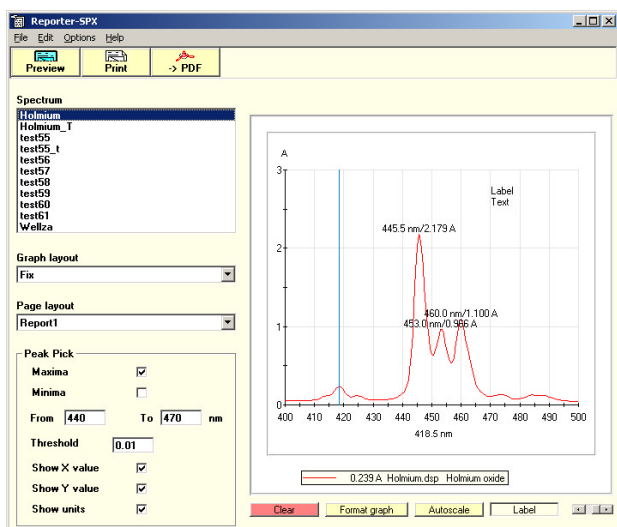 Reporter-SPX
File Edit Options Help
Preview Print -> PDF
Spectrum
Holmium
Holmium_T
test55
test55_t
test56
test57
test58
test59
test60
test61
Wellza
Graph layout
Fix
Page layout
Report1
Peak Pick
Maxima
Minima
From 440 To 470 nm
Threshold 0.01
Show X value
Show Y value
Show units
A
3
Label
Text
445.5 nm/2.179 A
2
460.0 nm/1.100 A
453.0 nm/0.966 A
1
0
400 410 420 430 440 450 460 470 480 490 500
418.5 nm
0.239 A Holmium.dsp Holmium oxide
Clear Format graph Autoscale Label